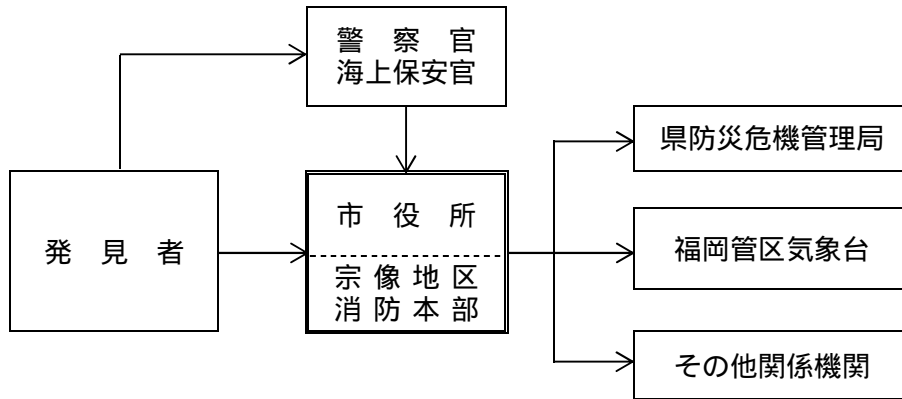 警察官
海上保安官
県防災危機管理局
市役所
発見者
福岡管区気象台
宗像地区
消防本部
その他関係機関